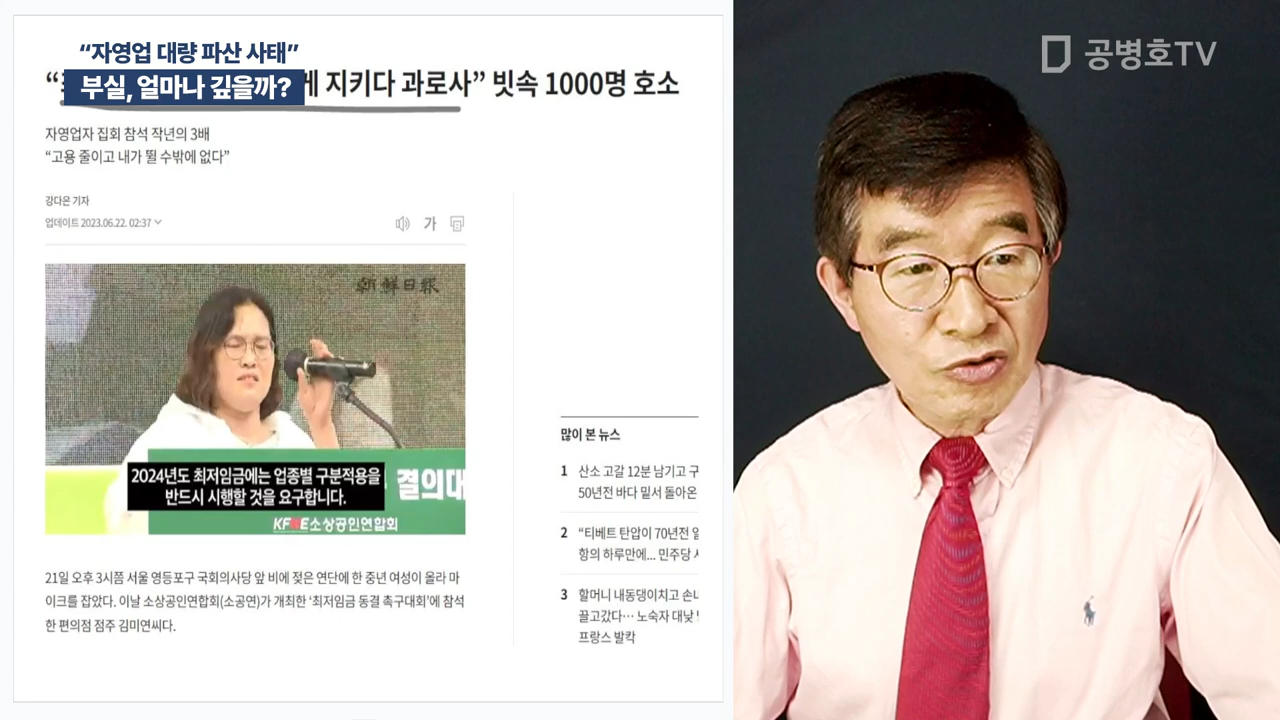 “자영업 대량 파산 사태”
부실, 얼마나 깊을까?
지키다 과로사” 빗속 1000명 호소
자영업자 집회 참석 작년의 3배
“고용 줄이고 내가 뛸 수밖에 없다”
강다은 기자
업데이트 2023.06.22. 02:37
가
朝鮮日報
2024년도 최저임금에는 업종별 구분적용을
반드시 시행할 것을 요구합니다.
결의대
KFME소상공인연합회
21일 오후 3시쯤 서울 영등포구 국회의사당 앞 비에 젖은 연단에 한 중년 여성이 올라 마
이크를 잡았다. 이날 소상공인연합회(소공연)가 개최한 ‘최저임금 동결 촉구대회’에 참석
한 편의점 점주 김미연씨다.
많이 본 뉴스
1 산소 고갈 12분 남기고 구
50년전 바다 밑서 돌아온
2 “티베트 탄압이 70년전 일
항의 하루만에... 민주당
3 할머니 내동댕이치고 손녀
끌고갔다… 노숙자 대낮
프랑스 발칵
공병호TV